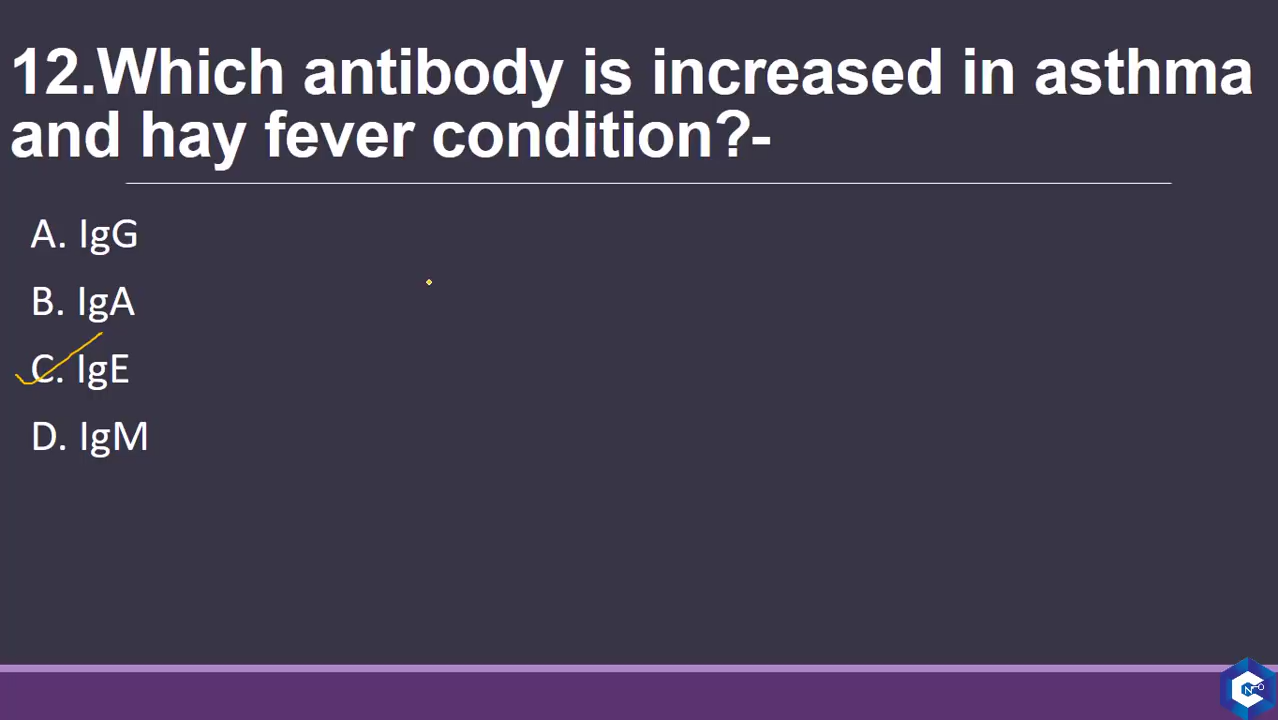 12.Which antibody is increased in asthma
and hay fever condition?-
A. IgG
B. IgA
C. IgE
D. IgM